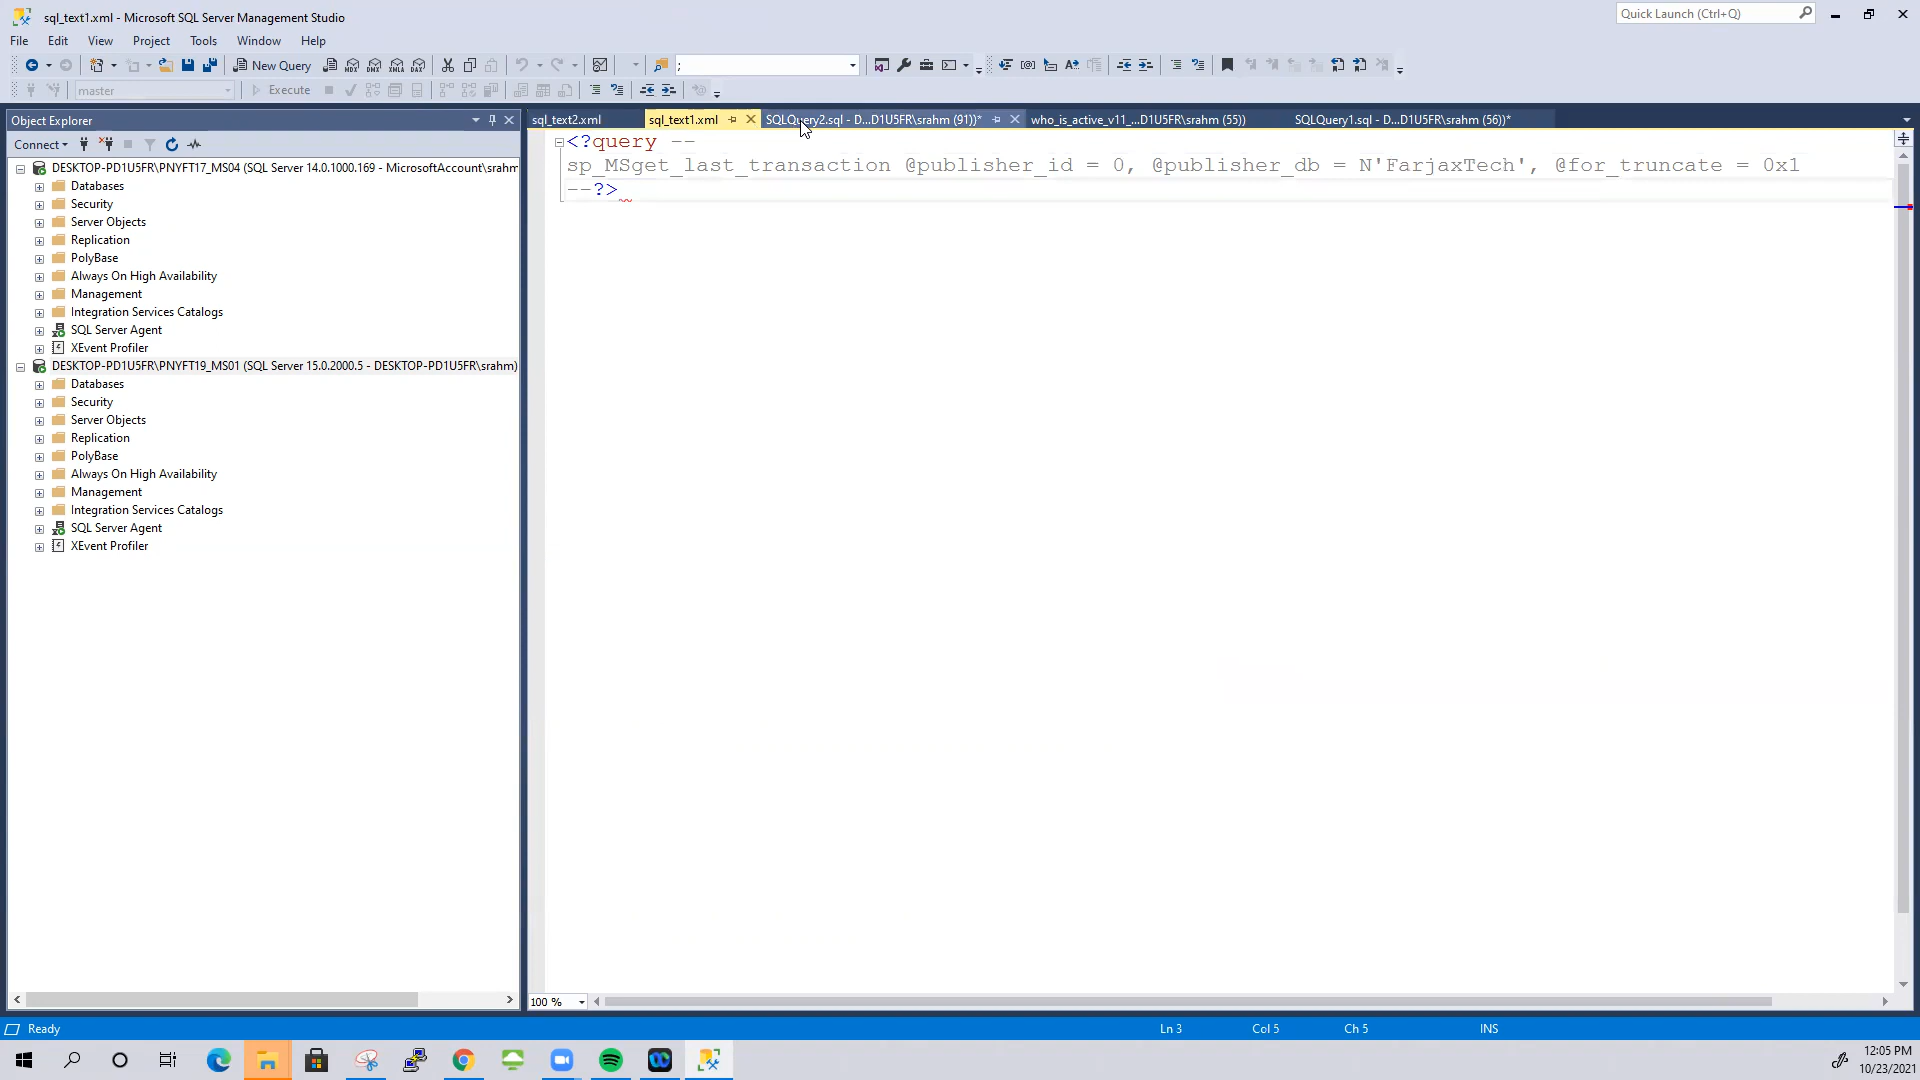 sql_text1.xml - Microsoft SQL Server Management Studio
Quick Launch (Ctrl+Q)
File Edit View Project Tools Window Help
New Query MDX DMX XMLA DAX ;
master Execute
Object Explorer
sql_text2.xml sql_text1.xml SQLQuery2.sql - D...D1U5FR\srahm (91))* who_is_active_v11_...D1U5FR\srahm (55)) SQLQuery1.sql - D...D1U5FR\srahm (56))*
Connect
DESKTOP-PD1U5FR\PNYFT17_MS04 (SQL Server 14.0.1000.169 - MicrosoftAccount\srahm
Databases
Security
Server Objects
Replication
PolyBase
Always On High Availability
Management
Integration Services Catalogs
SQL Server Agent
XEvent Profiler
DESKTOP-PD1U5FR\PNYFT19_MS01 (SQL Server 15.0.2000.5 - DESKTOP-PD1U5FR\srahm)
Databases
Security
Server Objects
Replication
PolyBase
Always On High Availability
Management
Integration Services Catalogs
SQL Server Agent
XEvent Profiler
<?query --
sp_MSget_last_transaction @publisher_id = 0, @publisher_db = N'FarjaxTech', @for_truncate = 0x1
--?>
100 %
Ready Ln 3 Col 5 Ch 5 INS
12:05 PM
10/23/2021